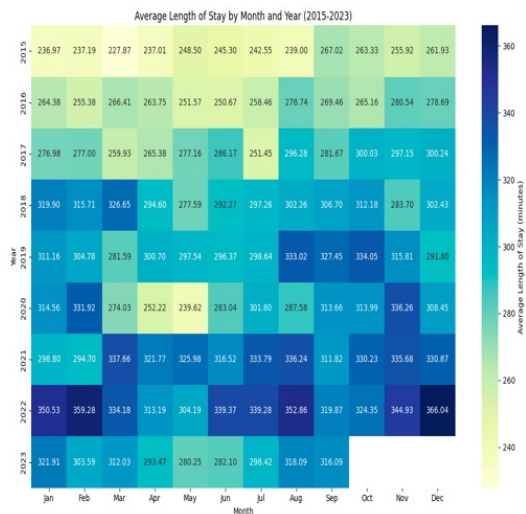 Average Length of Stay by Month and Year (2015-2023)
2015 236.97 237.19 227.87 237.01 248.50 245.30 242.55 239.00 267.02 263.33 255.92 261.93
2016 264.38 255.38 266.41 263.75 251.57 250.67 258.46 278.74 269.46 265.16 280.54 278.69
2017 276.98 277.00 259.93 265.38 277.16 286.17 251.45 296.28 281.67 300.03 297.15 300.24
2018 319.90 315.71 326.65 294.60 277.59 292.27 297.26 302.26 306.70 312.18 283.70 302.43
2019 311.16 304.78 281.59 300.70 297.54 296.37 298.64 333.02 327.45 334.05 315.81 291.80
2020 314.56 331.92 274.03 252.22 239.62 283.04 301.80 287.58 313.66 313.99 336.26 308.45
2021 298.80 294.70 337.66 321.77 325.98 316.52 333.79 336.24 311.82 330.23 335.68 330.87
2022 350.53 359.28 334.18 313.19 304.19 339.37 339.28 352.86 319.87 324.35 344.93 366.04
2023 321.91 303.59 312.03 293.47 280.25 282.10 298.42 318.09 316.09
Jan Feb Mar Apr May Jun Jul Aug Sep Oct Nov Dec
Month
Year
360
340
320
300
280
260
240
Average Length of Stay (minutes)